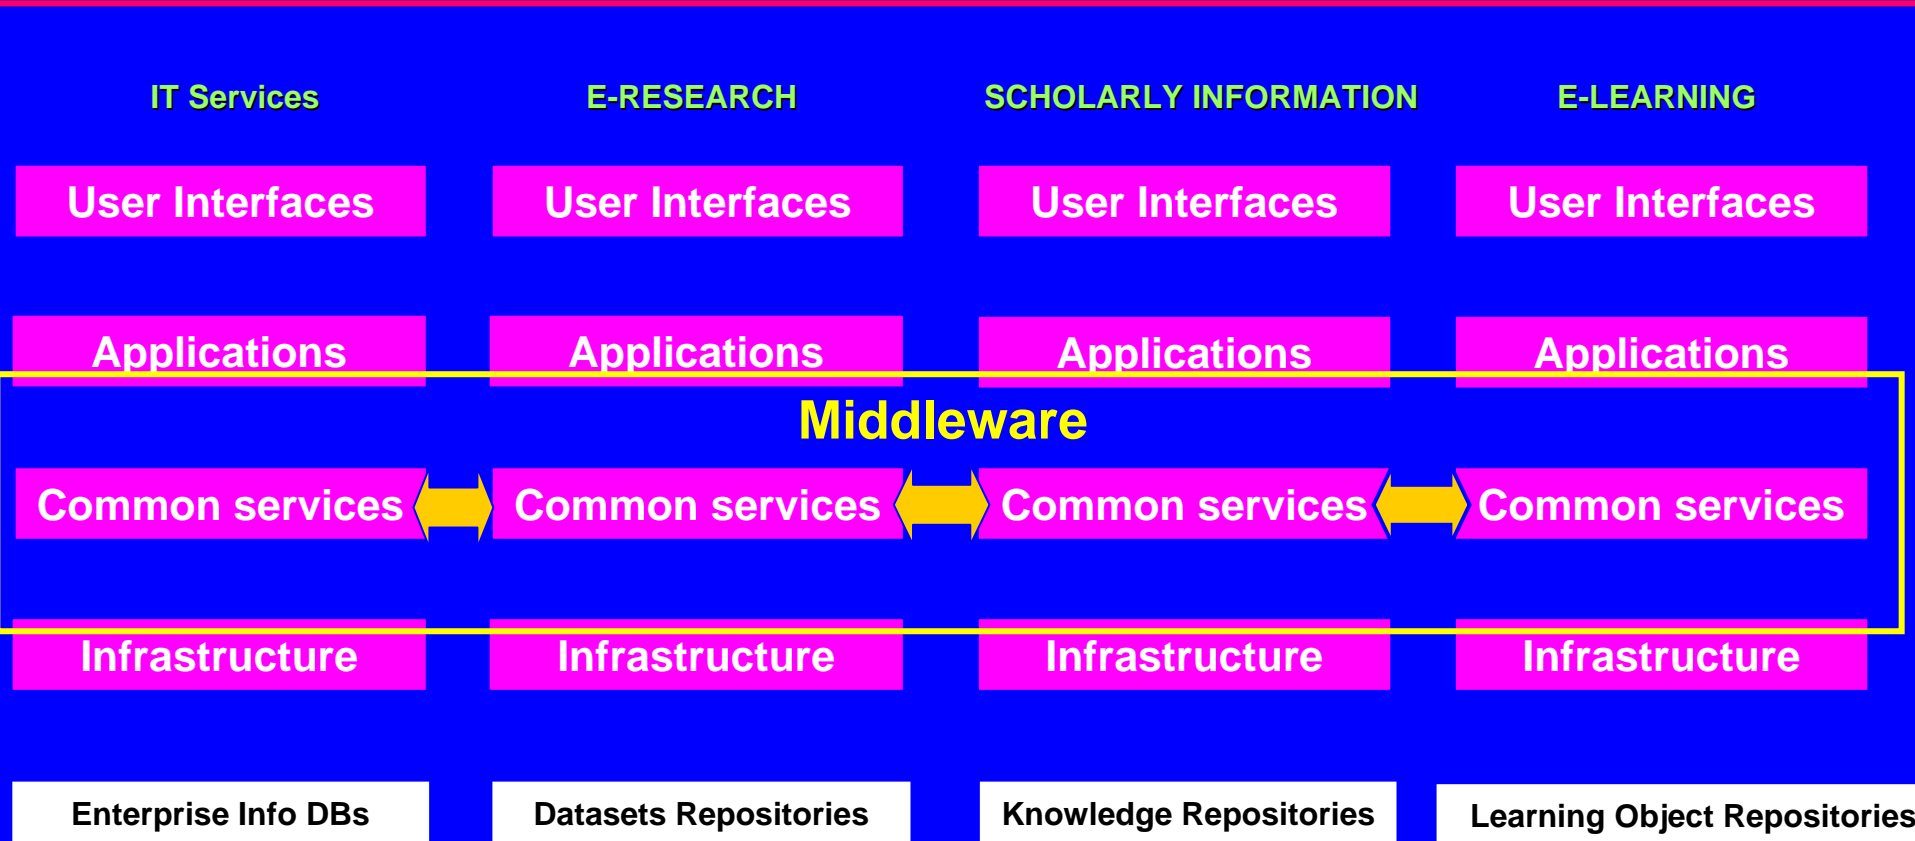 IT Services E-RESEARCH SCHOLARLY INFORMATION E-LEARNING
User Interfaces User Interfaces User Interfaces User Interfaces
Applications Applications Applications Applications
Middleware
Common services Common services Common services Common services
Infrastructure Infrastructure Infrastructure Infrastructure
Enterprise Info DBs Datasets Repositories Knowledge Repositories Learning Object Repositories